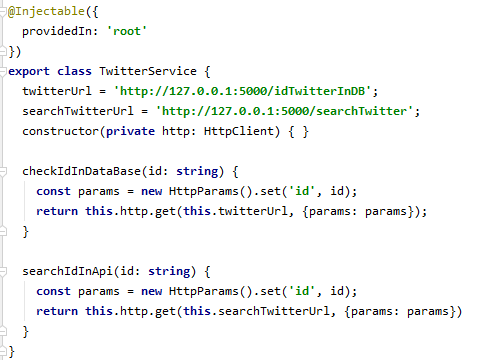 @Injectable({
  providedIn: 'root'
})
export class TwitterService {
  twitterUrl = 'http://127.0.0.1:5000/idTwitterInDB';
  searchTwitterUrl = 'http://127.0.0.1:5000/searchTwitter';
  constructor(private http: HttpClient) { }

  checkIdInDataBase(id: string) {
    const params = new HttpParams().set('id', id);
    return this.http.get(this.twitterUrl, {params: params});
  }

  searchIdInApi(id: string) {
    const params = new HttpParams().set('id', id);
    return this.http.get(this.searchTwitterUrl, {params: params})
  }
}